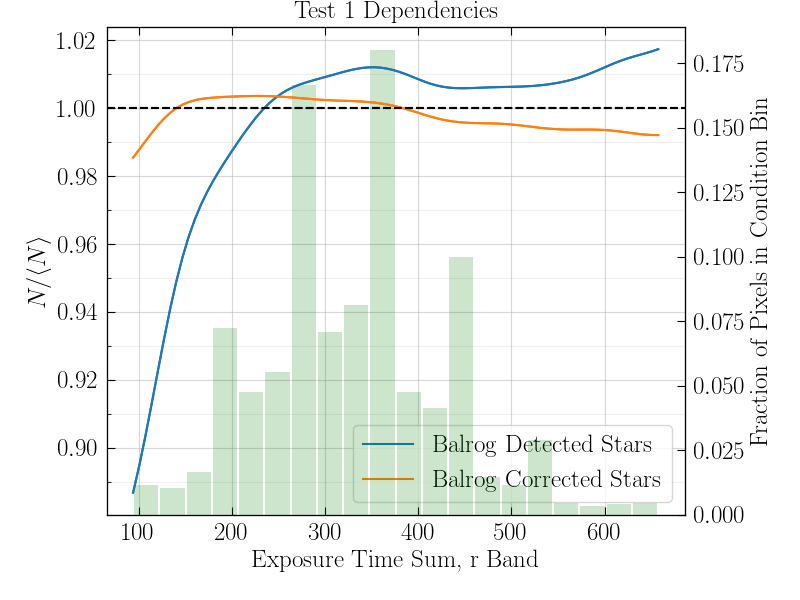 Test 1 Dependencies
1.02
1.00
0.98
0.96
0.94
0.92
0.90
N/⟨N⟩
0.175
0.150
0.125
0.100
0.075
0.050
0.025
0.000
Fraction of Pixels in Condition Bin
Balrog Detected Stars
Balrog Corrected Stars
100 200 300 400 500 600
Exposure Time Sum, r Band